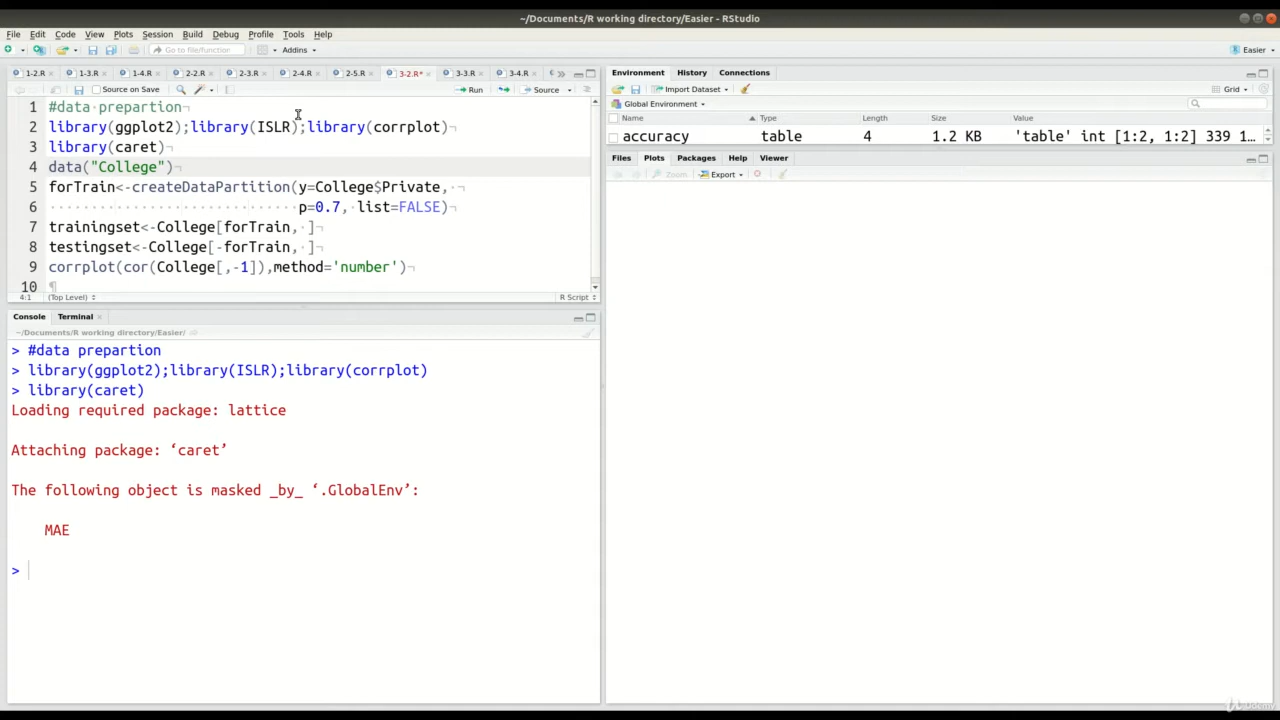 ~/Documents/R working directory/Easier - RStudio
File Edit Code View Plots Session Build Debug Profile Tools Help
Go to file/function Addins Easier
1-2.R 1-3.R 1-4.R 2-2.R 2-3.R 2-4.R 2-5.R 3-2.R* 3-3.R 3-4.R
Source on Save Run Source
1 #data prepartion
2 library(ggplot2);library(ISLR);library(corrplot)
3 library(caret)
4 data("College")
5 forTrain<-createDataPartition(y=College$Private,
6 p=0.7, list=FALSE)
7 trainingset<-College[forTrain, ]
8 testingset<-College[-forTrain, ]
9 corrplot(cor(College[,-1]),method='number')
10
4:1 (Top Level) R Script
Console Terminal
~/Documents/R working directory/Easier/
> #data prepartion
> library(ggplot2);library(ISLR);library(corrplot)
> library(caret)
Loading required package: lattice
Attaching package: ‘caret’
The following object is masked _by_ ‘.GlobalEnv’:
MAE
>
Environment History Connections
Import Dataset Grid
Global Environment
Name Type Length Size Value
accuracy table 4 1.2 KB 'table' int [1:2, 1:2] 339 1...
Files Plots Packages Help Viewer
Zoom Export
Udemy